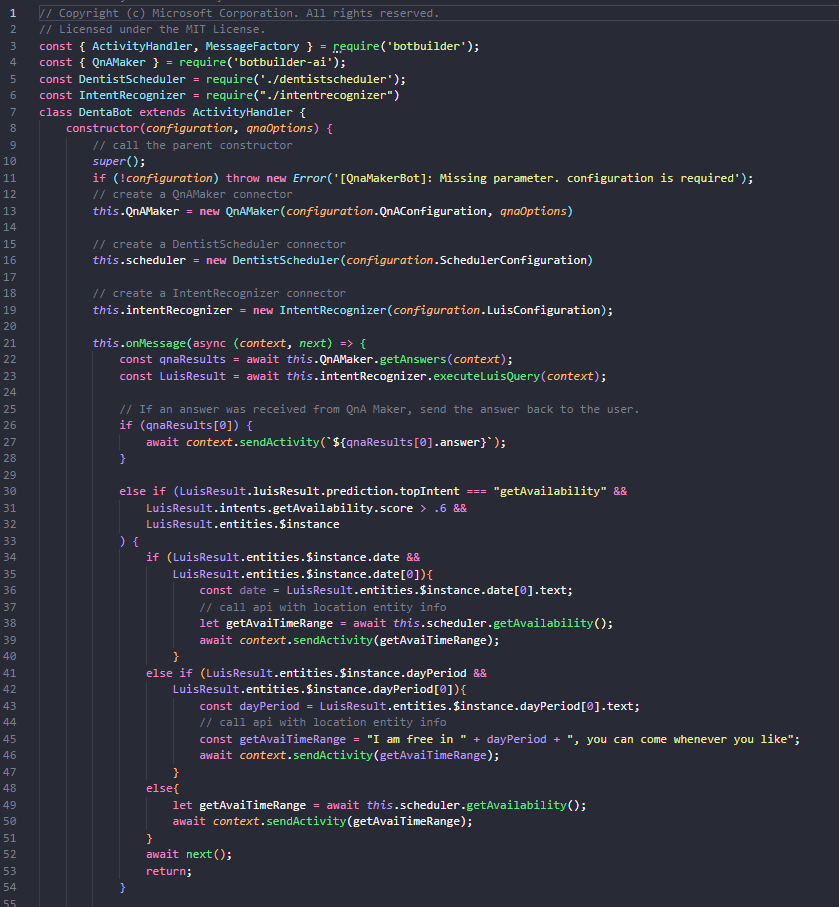 1 // Copyright (c) Microsoft Corporation. All rights reserved.
2 // Licensed under the MIT License.
3 const { ActivityHandler, MessageFactory } = require('botbuilder');
4 const { QnAMaker } = require('botbuilder-ai');
5 const DentistScheduler = require('./dentistscheduler');
6 const IntentRecognizer = require("./intentrecognizer")
7 class DentaBot extends ActivityHandler {
8 constructor(configuration, qnaOptions) {
9 // call the parent constructor
10 super();
11 if (!configuration) throw new Error('[QnaMakerBot]: Missing parameter. configuration is required');
12 // create a QnAMaker connector
13 this.QnAMaker = new QnAMaker(configuration.QnAConfiguration, qnaOptions)
14
15 // create a DentistScheduler connector
16 this.scheduler = new DentistScheduler(configuration.SchedulerConfiguration)
17
18 // create a IntentRecognizer connector
19 this.intentRecognizer = new IntentRecognizer(configuration.LuisConfiguration);
20
21 this.onMessage(async (context, next) => {
22 const qnaResults = await this.QnAMaker.getAnswers(context);
23 const LuisResult = await this.intentRecognizer.executeLuisQuery(context);
24
25 // If an answer was received from QnA Maker, send the answer back to the user.
26 if (qnaResults[0]) {
27 await context.sendActivity(`${qnaResults[0].answer}`);
28 }
29
30 else if (LuisResult.luisResult.prediction.topIntent === "getAvailability" &&
31 LuisResult.intents.getAvailability.score > .6 &&
32 LuisResult.entities.$instance
33 ) {
34 if (LuisResult.entities.$instance.date &&
35 LuisResult.entities.$instance.date[0]){
36 const date = LuisResult.entities.$instance.date[0].text;
37 // call api with location entity info
38 let getAvaiTimeRange = await this.scheduler.getAvailability();
39 await context.sendActivity(getAvaiTimeRange);
40 }
41 else if (LuisResult.entities.$instance.dayPeriod &&
42 LuisResult.entities.$instance.dayPeriod[0]){
43 const dayPeriod = LuisResult.entities.$instance.dayPeriod[0].text;
44 // call api with location entity info
45 const getAvaiTimeRange = "I am free in " + dayPeriod + ", you can come whenever you like";
46 await context.sendActivity(getAvaiTimeRange);
47 }
48 else{
49 let getAvaiTimeRange = await this.scheduler.getAvailability();
50 await context.sendActivity(getAvaiTimeRange);
51 }
52 await next();
53 return;
54 }
55